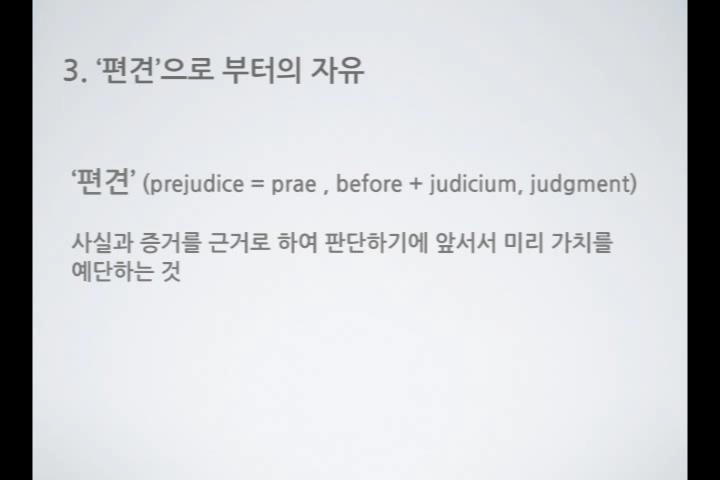 3. ‘편견’으로 부터의 자유
‘편견’ (prejudice = prae , before + judicium, judgment)
사실과 증거를 근거로 하여 판단하기에 앞서서 미리 가치를
예단하는 것